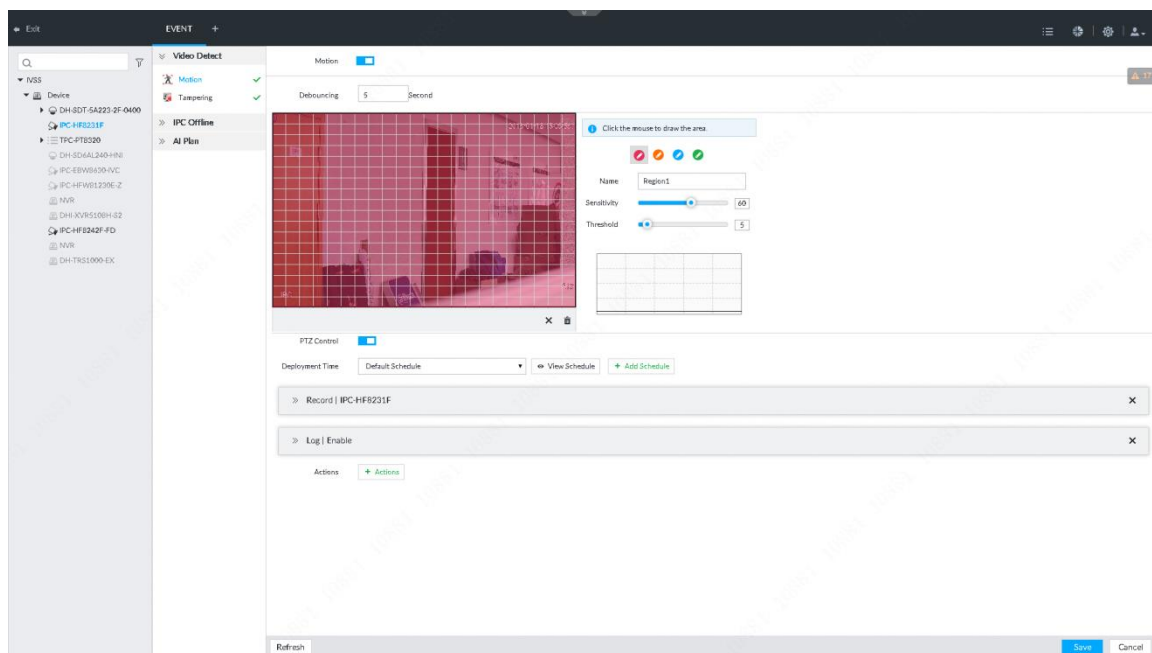 Exit
EVENT +
IVSS
Device
DH-SDT-5A223-2F-0400
IPC-HF8231F
TPC-PT8320
DH-SD6AL240-HNI
IPC-EBW8630-IVC
IPC-HFW81230E-Z
NVR
DHI-XVR5108H-S2
IPC-HF8242F-FD
NVR
DH-TRS1000-EX
Video Detect
Motion
Tampering
IPC Offline
AI Plan
Motion
Debouncing 5 Second
Click the mouse to draw the area.
Name Region1
Sensitivity 60
Threshold 5
PTZ Control
Deployment Time Default Schedule View Schedule + Add Schedule
Record | IPC-HF8231F
Log | Enable
Actions + Actions
Refresh Save Cancel